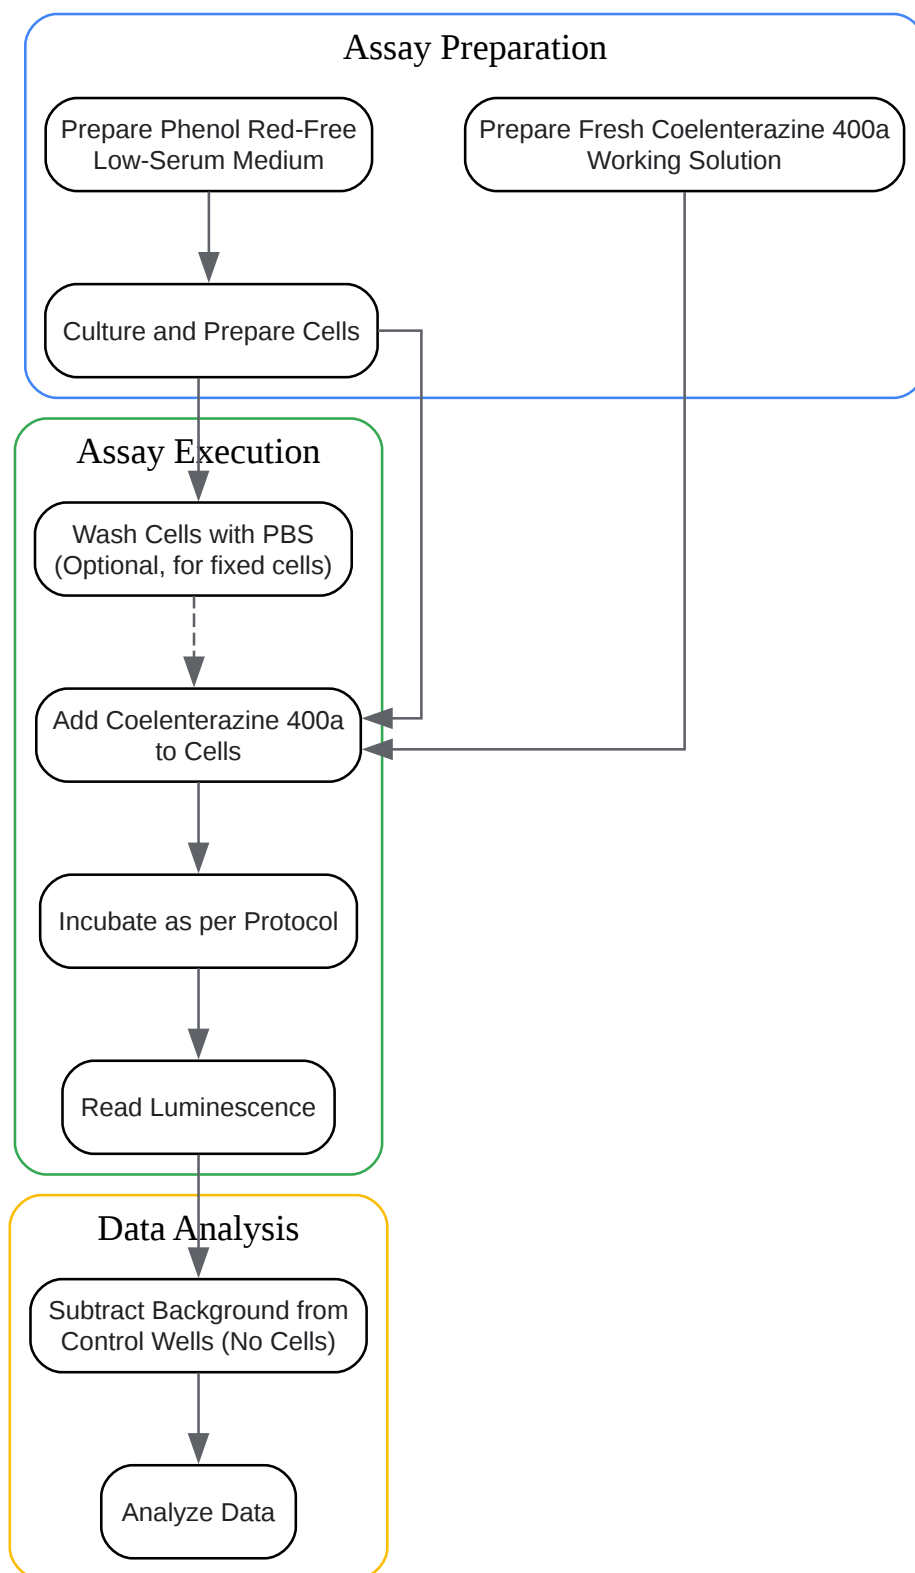 Assay Preparation
Prepare Phenol Red-Free
Low-Serum Medium
Prepare Fresh Coelenterazine 400a
Working Solution
Culture and Prepare Cells
Assay Execution
Wash Cells with PBS
(Optional, for fixed cells)
Add Coelenterazine 400a
to Cells
Incubate as per Protocol
Read Luminescence
Data Analysis
Subtract Background from
Control Wells (No Cells)
Analyze Data